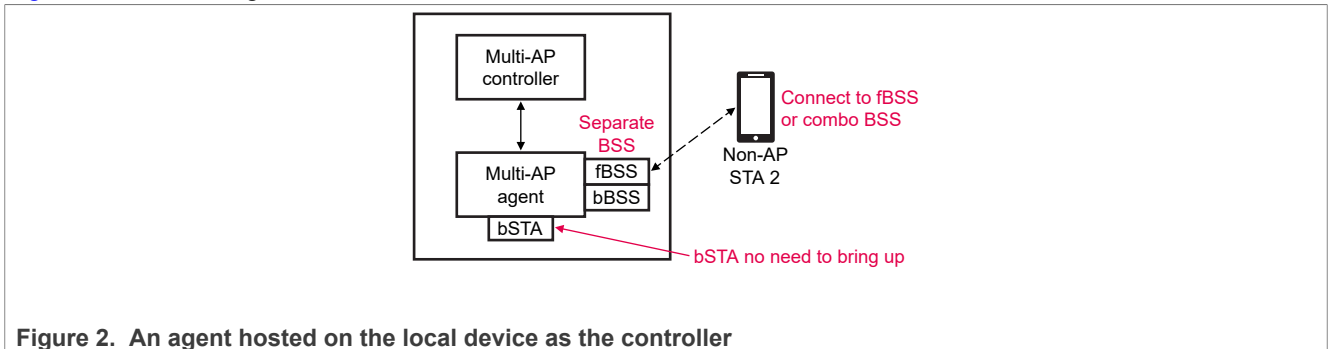 Multi-AP
controller
Separate
BSS
Connect to fBSS
or combo BSS
Multi-AP
agent
fBSS
bBSS
Non-AP
STA 2
bSTA
bSTA no need to bring up
Figure 2. An agent hosted on the local device as the controller